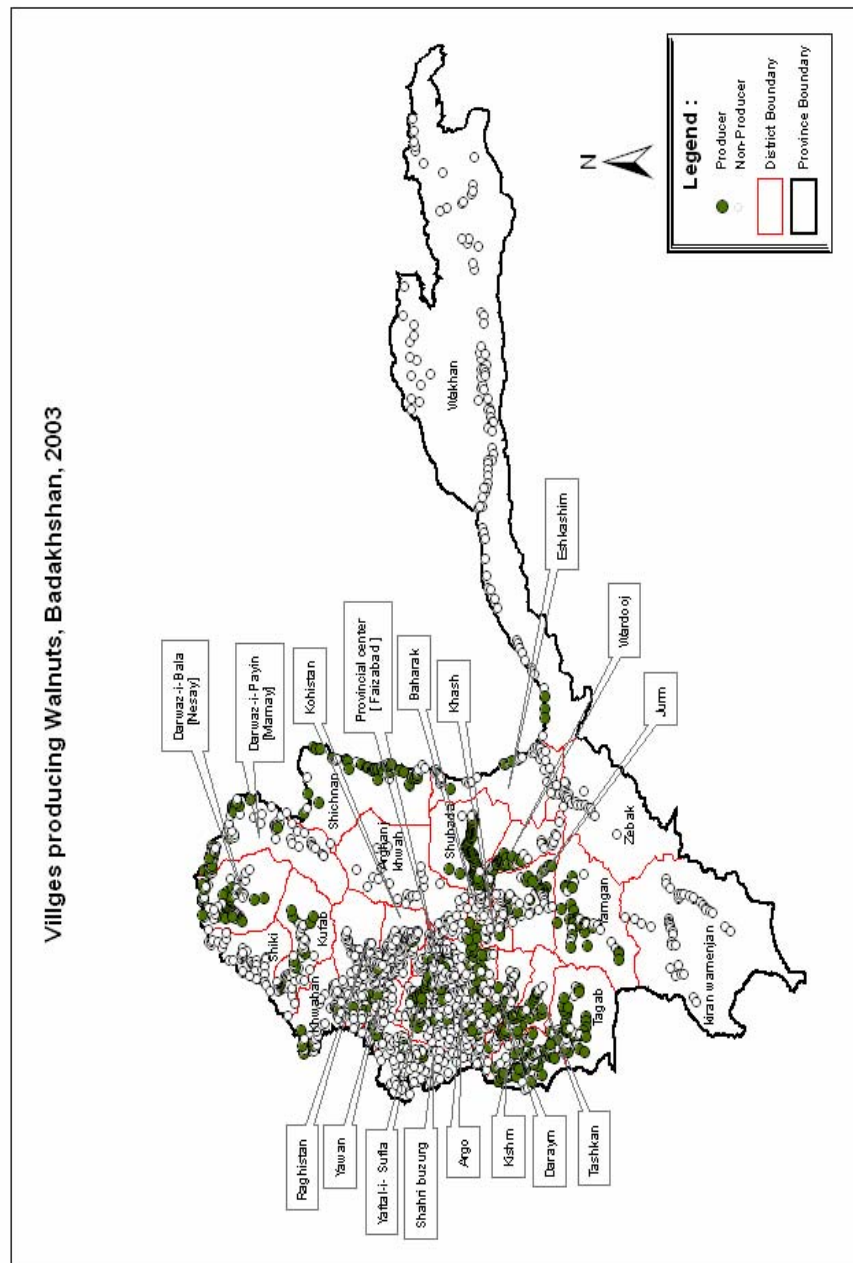 Villges producing Walnuts, Badakhshan, 2003
Darwaz-i-Bala
[Nesay]
Darwaz-i-Payin
[Mamay]
Kohistan
Provincial center
[ Faizabad ]
Baharak
Khash
Eshkashim
Wardooj
Jurm
Raghistan
Yawan
Yaftal-i- Sufla
Shahri buzurg
Argo
Kishm
Daraym
Tashkan
Shiki
Kufab
Khwahan
Shichnan
Arghanj
khwah
Shuhada
Zebak
Yamgan
Tagab
kiran wamenjan
Wakhan
N
Legend :
Producer
Non-Producer
District Boundary
Province Boundary